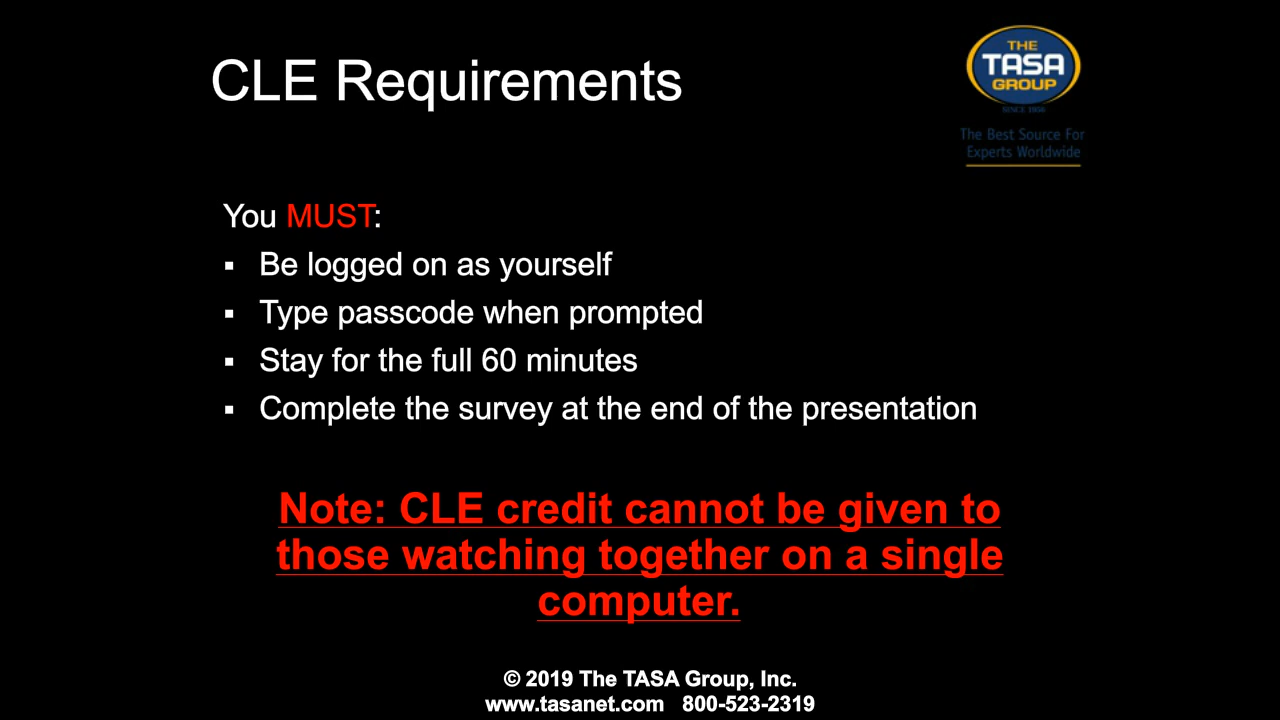 CLE Requirements
THE
TASA
GROUP
SINCE 1956
The Best Source For
Experts Worldwide
You MUST:
▪ Be logged on as yourself
▪ Type passcode when prompted
▪ Stay for the full 60 minutes
▪ Complete the survey at the end of the presentation
Note: CLE credit cannot be given to
those watching together on a single
computer.
© 2019 The TASA Group, Inc.
www.tasanet.com 800-523-2319